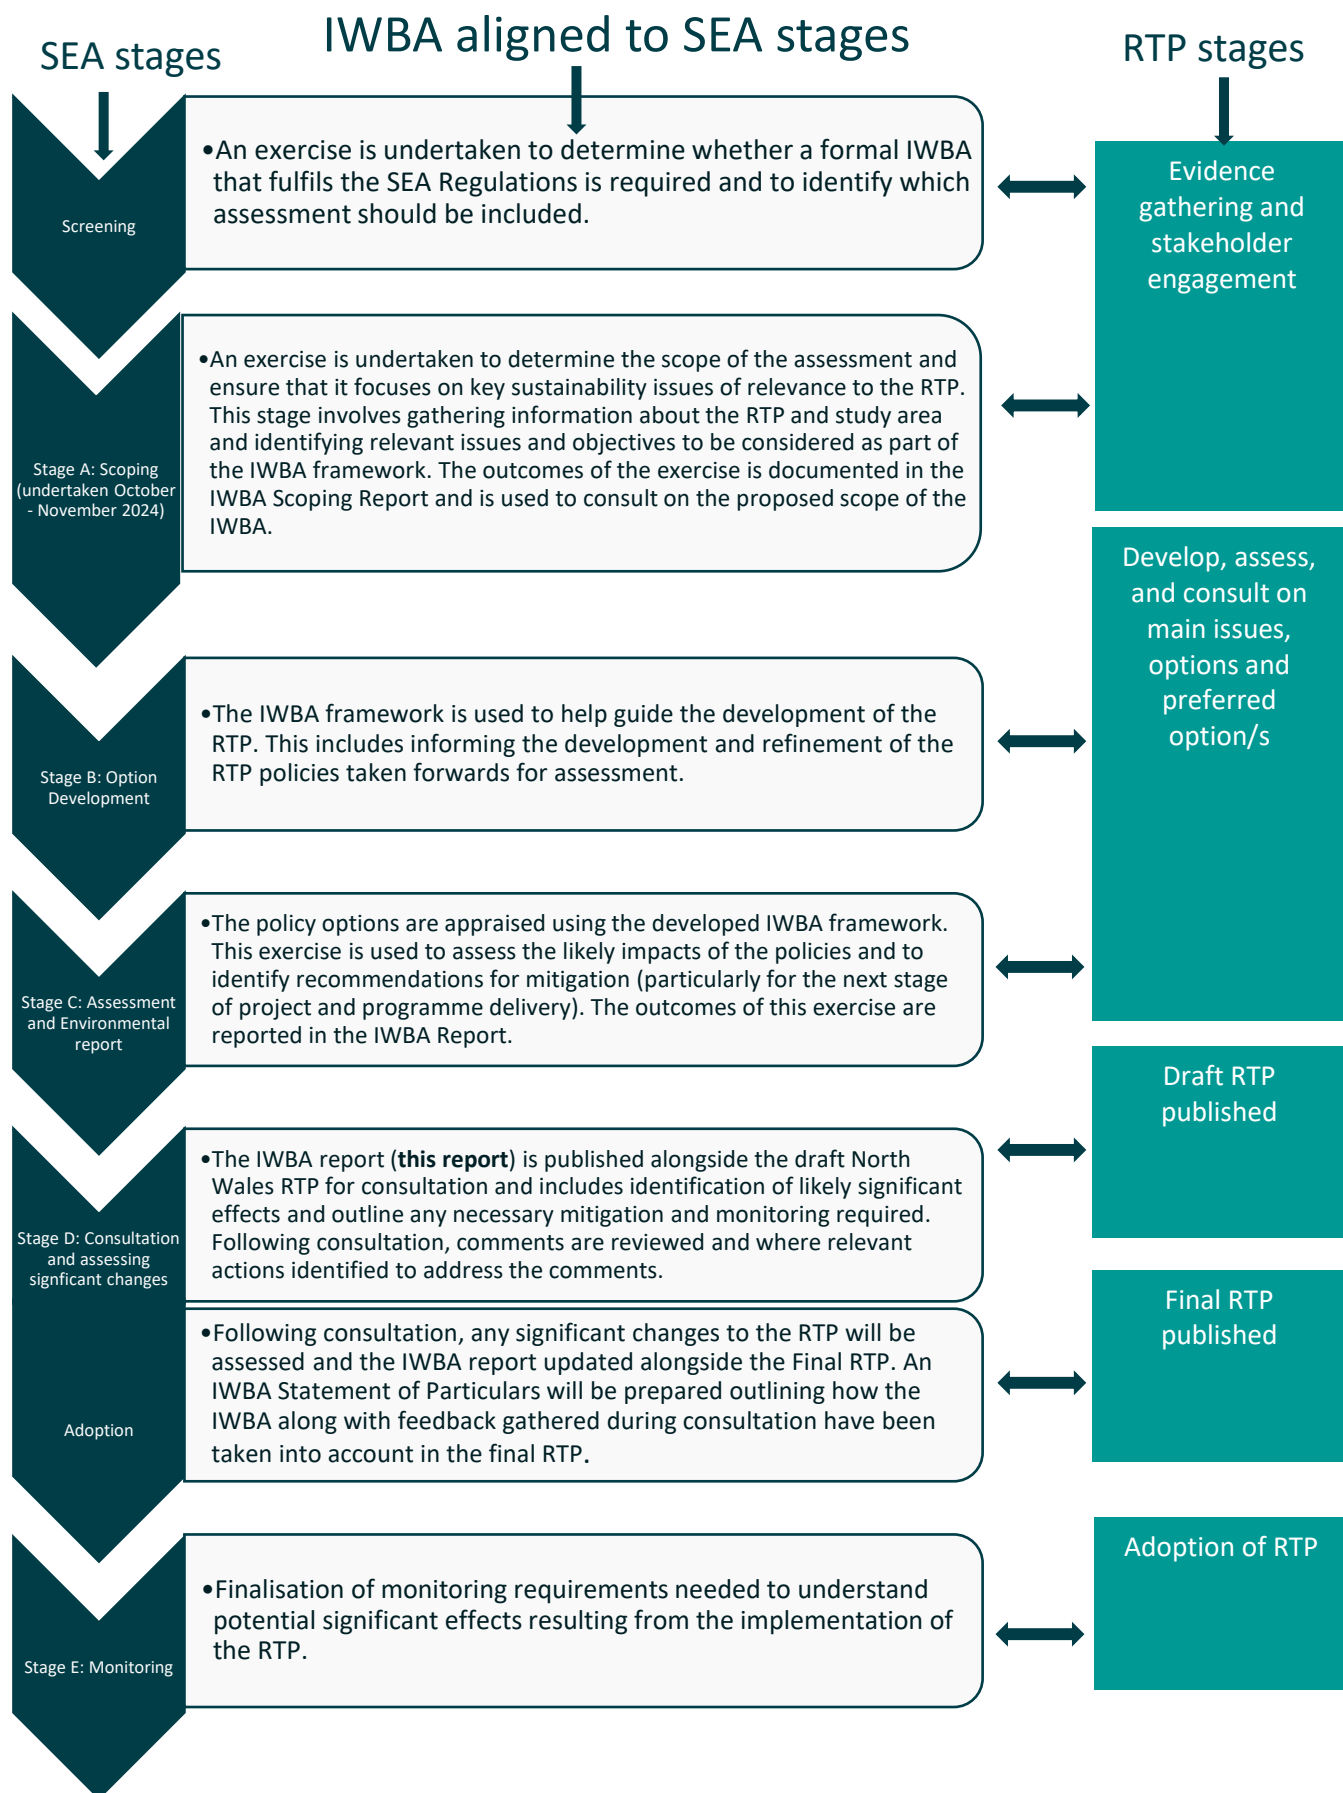 SEA stages
IWBA aligned to SEA stages
RTP stages
Screening
•An exercise is undertaken to determine whether a formal IWBA
that fulfils the SEA Regulations is required and to identify which
assessment should be included.
Evidence
gathering and
stakeholder
engagement
Stage A: Scoping
(undertaken October
- November 2024)
•An exercise is undertaken to determine the scope of the assessment and
ensure that it focuses on key sustainability issues of relevance to the RTP.
This stage involves gathering information about the RTP and study area
and identifying relevant issues and objectives to be considered as part of
the IWBA framework. The outcomes of the exercise is documented in the
IWBA Scoping Report and is used to consult on the proposed scope of the
IWBA.
Develop, assess,
and consult on
main issues,
options and
preferred
option/s
Stage B: Option
Development
•The IWBA framework is used to help guide the development of the
RTP. This includes informing the development and refinement of the
RTP policies taken forwards for assessment.
Stage C: Assessment
and Environmental
report
•The policy options are appraised using the developed IWBA framework.
This exercise is used to assess the likely impacts of the policies and to
identify recommendations for mitigation (particularly for the next stage
of project and programme delivery). The outcomes of this exercise are
reported in the IWBA Report.
Draft RTP
published
Stage D: Consultation
and assessing
signficant changes
•The IWBA report (this report) is published alongside the draft North
Wales RTP for consultation and includes identification of likely significant
effects and outline any necessary mitigation and monitoring required.
Following consultation, comments are reviewed and where relevant
actions identified to address the comments.
Final RTP
published
Adoption
•Following consultation, any significant changes to the RTP will be
assessed and the IWBA report updated alongside the Final RTP. An
IWBA Statement of Particulars will be prepared outlining how the
IWBA along with feedback gathered during consultation have been
taken into account in the final RTP.
Adoption of RTP
Stage E: Monitoring
•Finalisation of monitoring requirements needed to understand
potential significant effects resulting from the implementation of
the RTP.